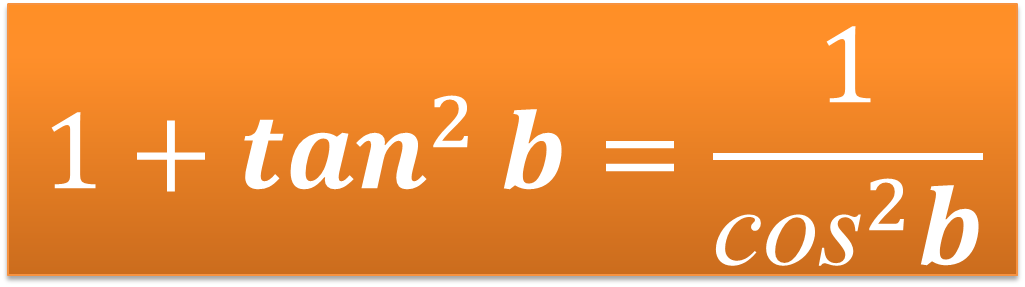 1 + tan² b = 1 / cos² b